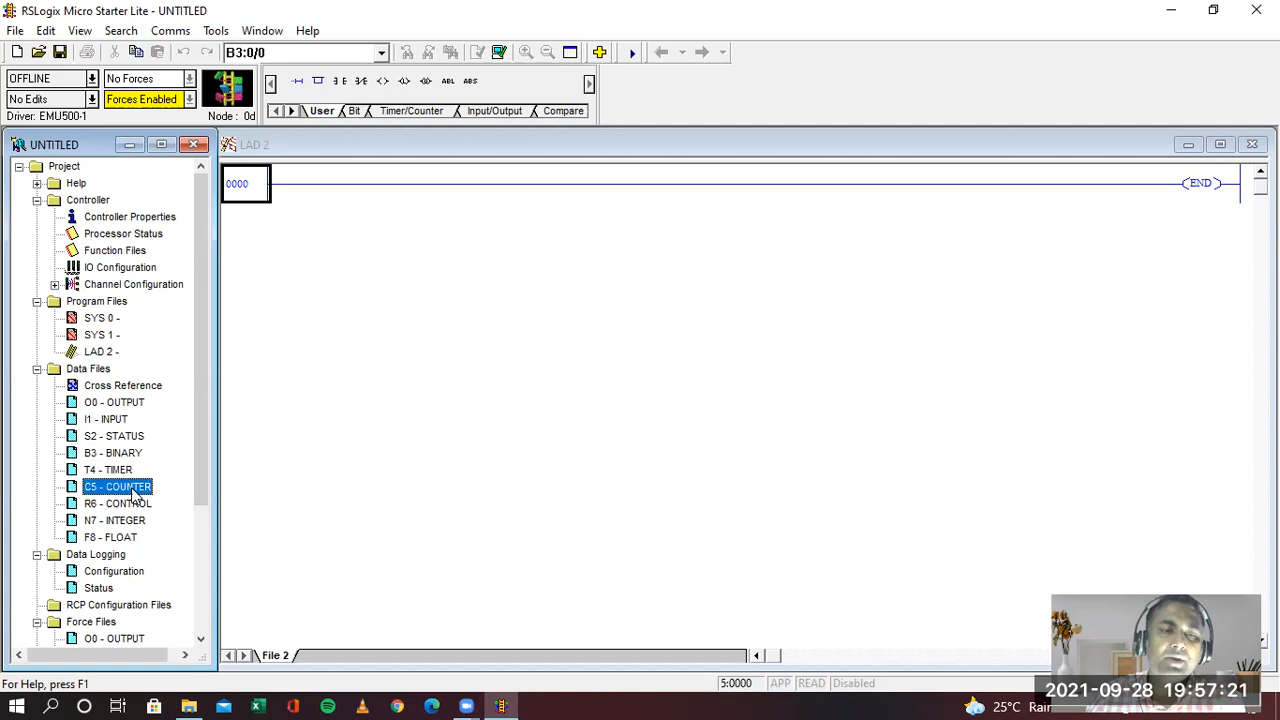 RSLogix Micro Starter Lite - UNTITLED
File Edit View Search Comms Tools Window Help
B3:0/0
OFFLINE No Forces
No Edits Forces Enabled
Driver: EMU500-1 Node : 0d
ABL ABS
User Bit Timer/Counter Input/Output Compare
UNTITLED
LAD 2
Project
Help
Controller
Controller Properties
Processor Status
Function Files
IO Configuration
Channel Configuration
Program Files
SYS 0 -
SYS 1 -
LAD 2 -
Data Files
Cross Reference
O0 - OUTPUT
I1 - INPUT
S2 - STATUS
B3 - BINARY
T4 - TIMER
C5 - COUNTER
R6 - CONTROL
N7 - INTEGER
F8 - FLOAT
Data Logging
Configuration
Status
RCP Configuration Files
Force Files
O0 - OUTPUT
0000
END
File 2
For Help, press F1
5:0000 APP READ Disabled
25°C Rain
2021-09-28 19:57:21